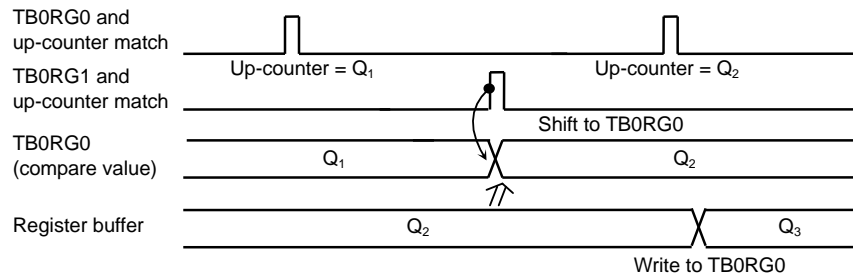 TB0RG0 and
up-counter match
Up-counter = Q₁
Up-counter = Q₂
TB0RG1 and
up-counter match
Shift to TB0RG0
TB0RG0
(compare value)
Q₁
Q₂
Register buffer
Q₂
Q₃
Write to TB0RG0